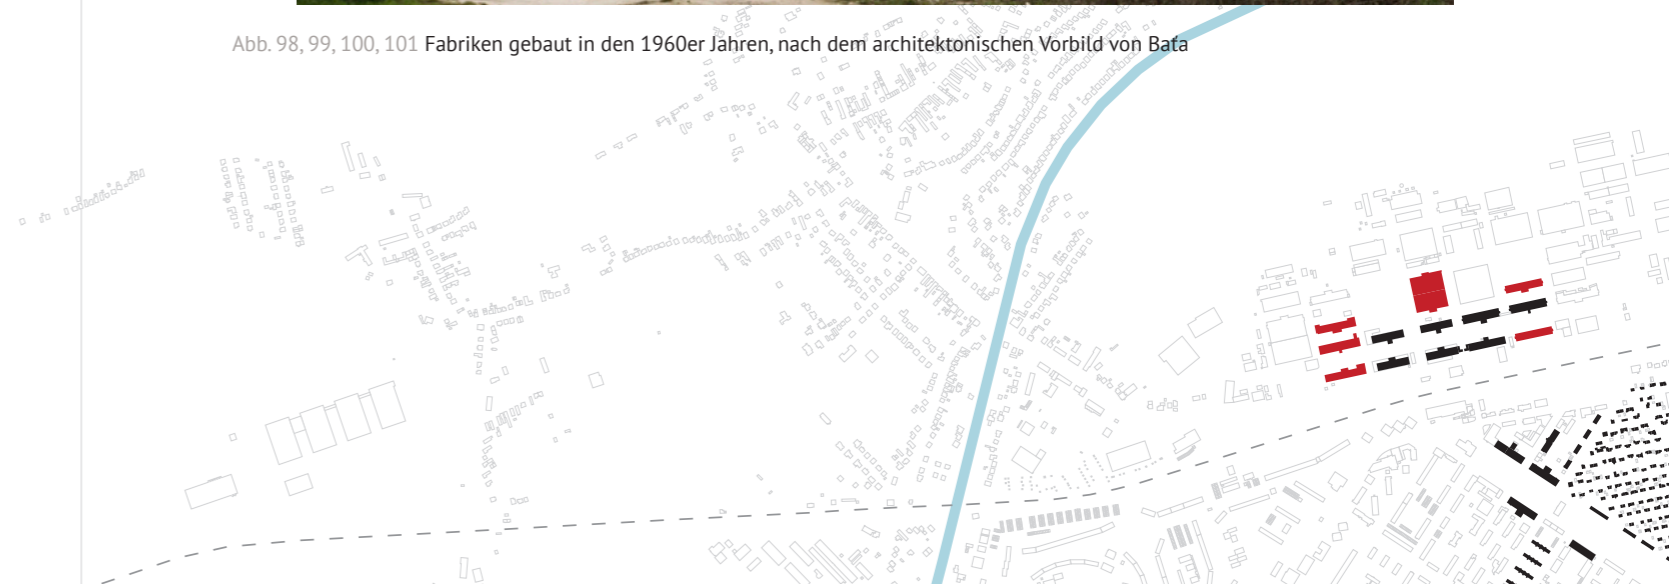 Abb. 98, 99, 100, 101 Fabriken gebaut in den 1960er Jahren, nach dem architektonischen Vorbild von Bata